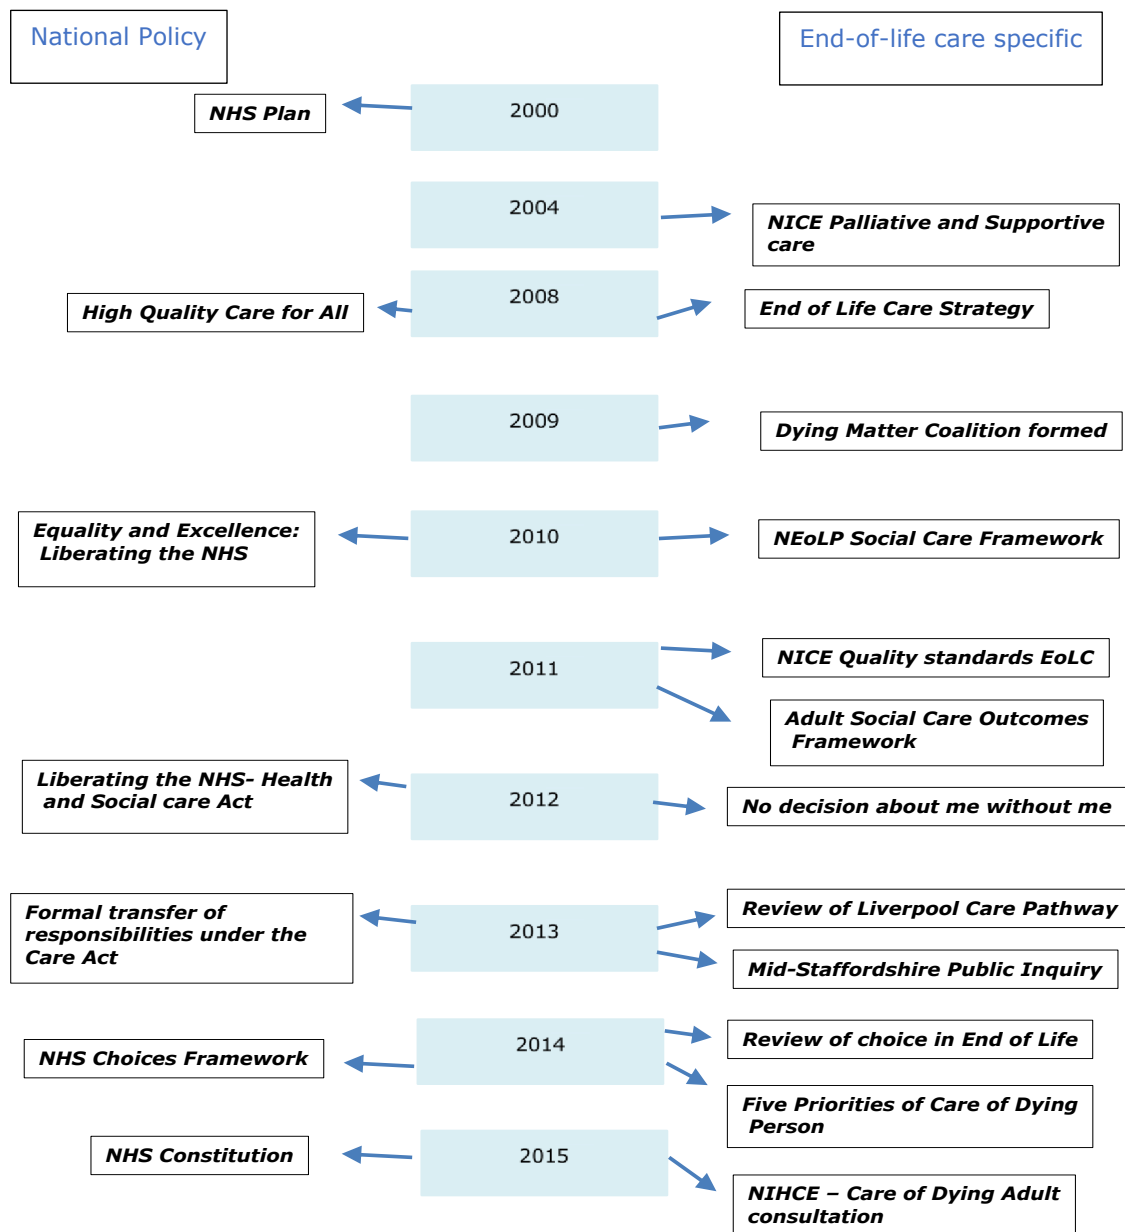 National Policy
End-of-life care specific
2000
NHS Plan
2004
NICE Palliative and Supportive
care
2008
High Quality Care for All
End of Life Care Strategy
2009
Dying Matter Coalition formed
Equality and Excellence:
Liberating the NHS
2010
NEoLP Social Care Framework
2011
NICE Quality standards EoLC
Adult Social Care Outcomes
Framework
Liberating the NHS- Health
and Social care Act
2012
No decision about me without me
Formal transfer of
responsibilities under the
Care Act
2013
Review of Liverpool Care Pathway
Mid-Staffordshire Public Inquiry
2014
NHS Choices Framework
Review of choice in End of Life
Five Priorities of Care of Dying
Person
NHS Constitution
2015
NIHCE – Care of Dying Adult
consultation